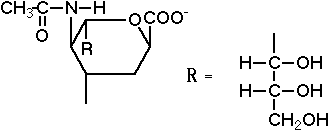 CH₃C—N—H
O
O
COO⁻
R
R =
H—C—OH
H—C—OH
CH₂OH